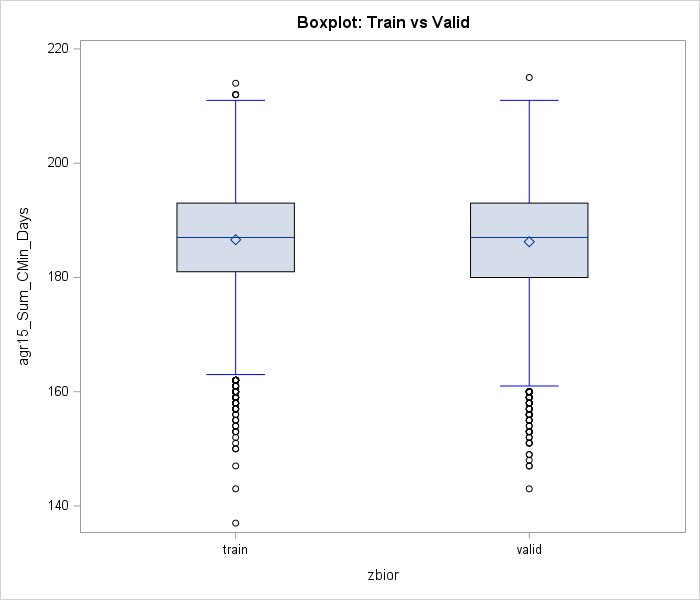 Boxplot: Train vs Valid
220
200
180
160
140
agr15_Sum_CMin_Days
train
valid
zbior